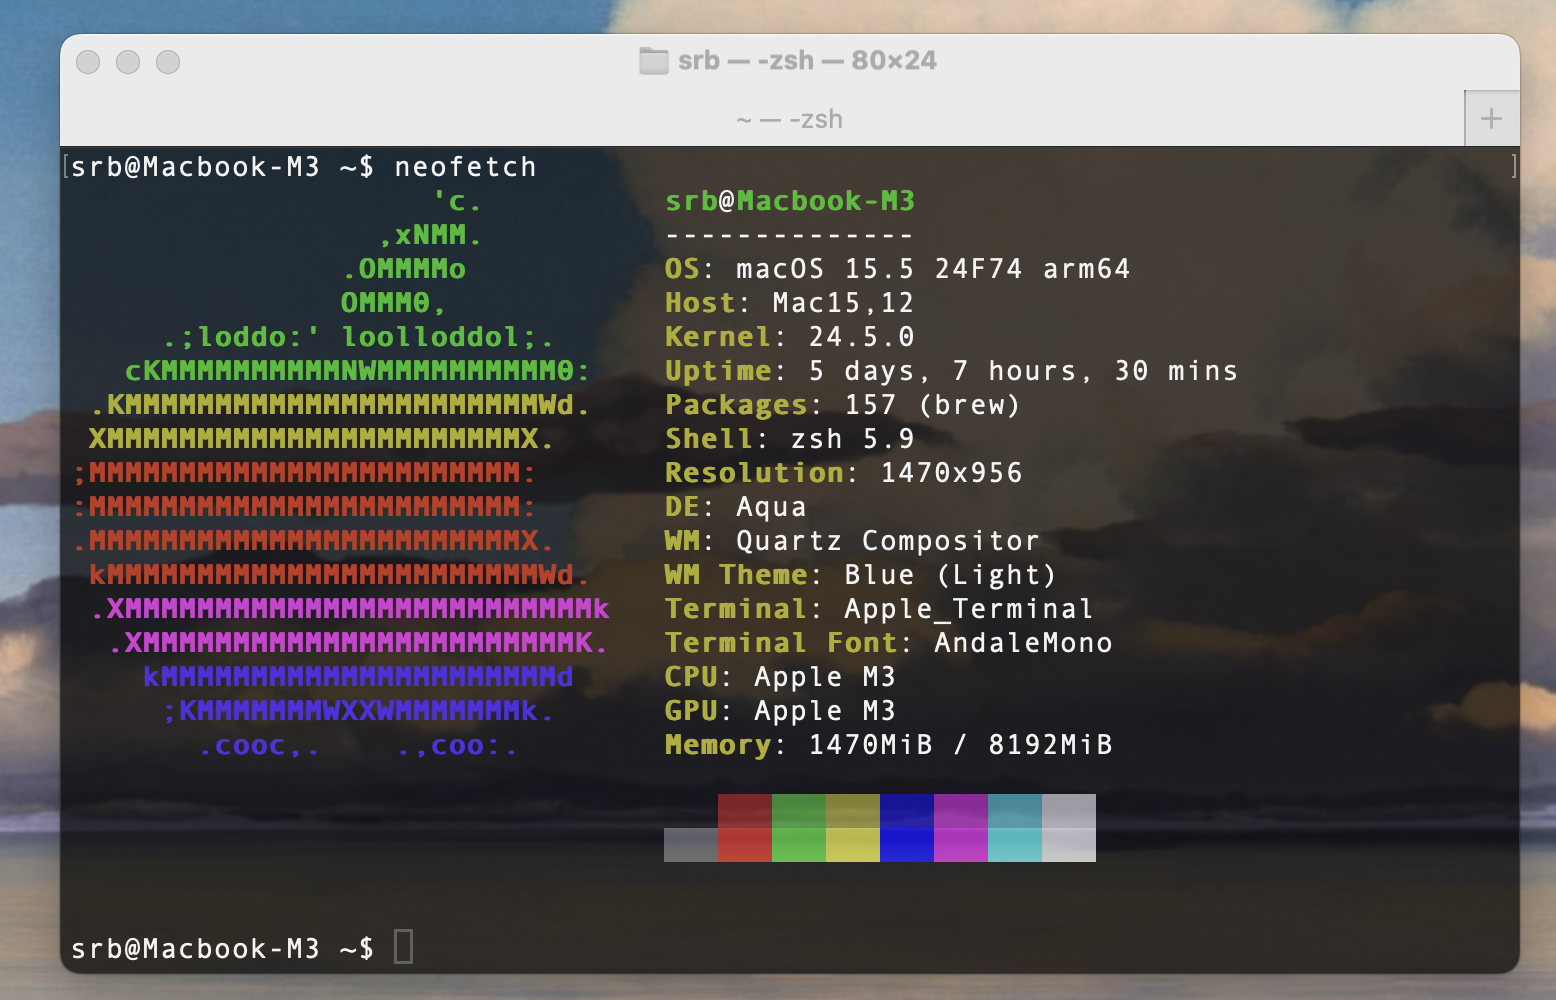 srb — -zsh — 80×24
~ — -zsh
+
[srb@Macbook-M3 ~$ neofetch ]
                    'c.          srb@Macbook-M3
                 ,xNMM.          --------------
               .OMMMMo           OS: macOS 15.5 24F74 arm64
               OMMM0,            Host: Mac15,12
     .;loddo:' loolloddol;.      Kernel: 24.5.0
   cKMMMMMMMMMMNWMMMMMMMMMM0:    Uptime: 5 days, 7 hours, 30 mins
 .KMMMMMMMMMMMMMMMMMMMMMMMWd.    Packages: 157 (brew)
 XMMMMMMMMMMMMMMMMMMMMMMMX.      Shell: zsh 5.9
;MMMMMMMMMMMMMMMMMMMMMMMM:       Resolution: 1470x956
:MMMMMMMMMMMMMMMMMMMMMMMM:       DE: Aqua
.MMMMMMMMMMMMMMMMMMMMMMMMX.      WM: Quartz Compositor
 kMMMMMMMMMMMMMMMMMMMMMMMMWd.    WM Theme: Blue (Light)
 .XMMMMMMMMMMMMMMMMMMMMMMMMMMk   Terminal: Apple_Terminal
  .XMMMMMMMMMMMMMMMMMMMMMMMMK.   Terminal Font: AndaleMono
    kMMMMMMMMMMMMMMMMMMMMMMd     CPU: Apple M3
     ;KMMMMMMMWXXWMMMMMMMk.      GPU: Apple M3
       .cooc,.    .,coo:.        Memory: 1470MiB / 8192MiB
srb@Macbook-M3 ~$